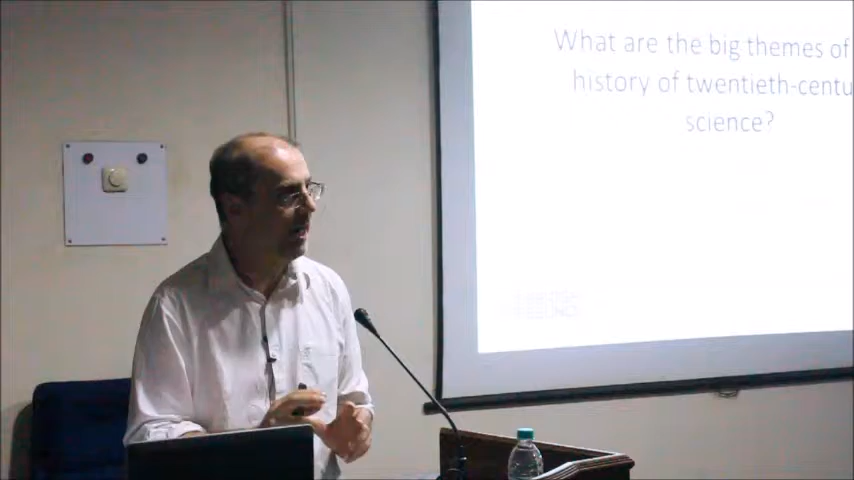 What are the big themes of
history of twentieth-centu
science?